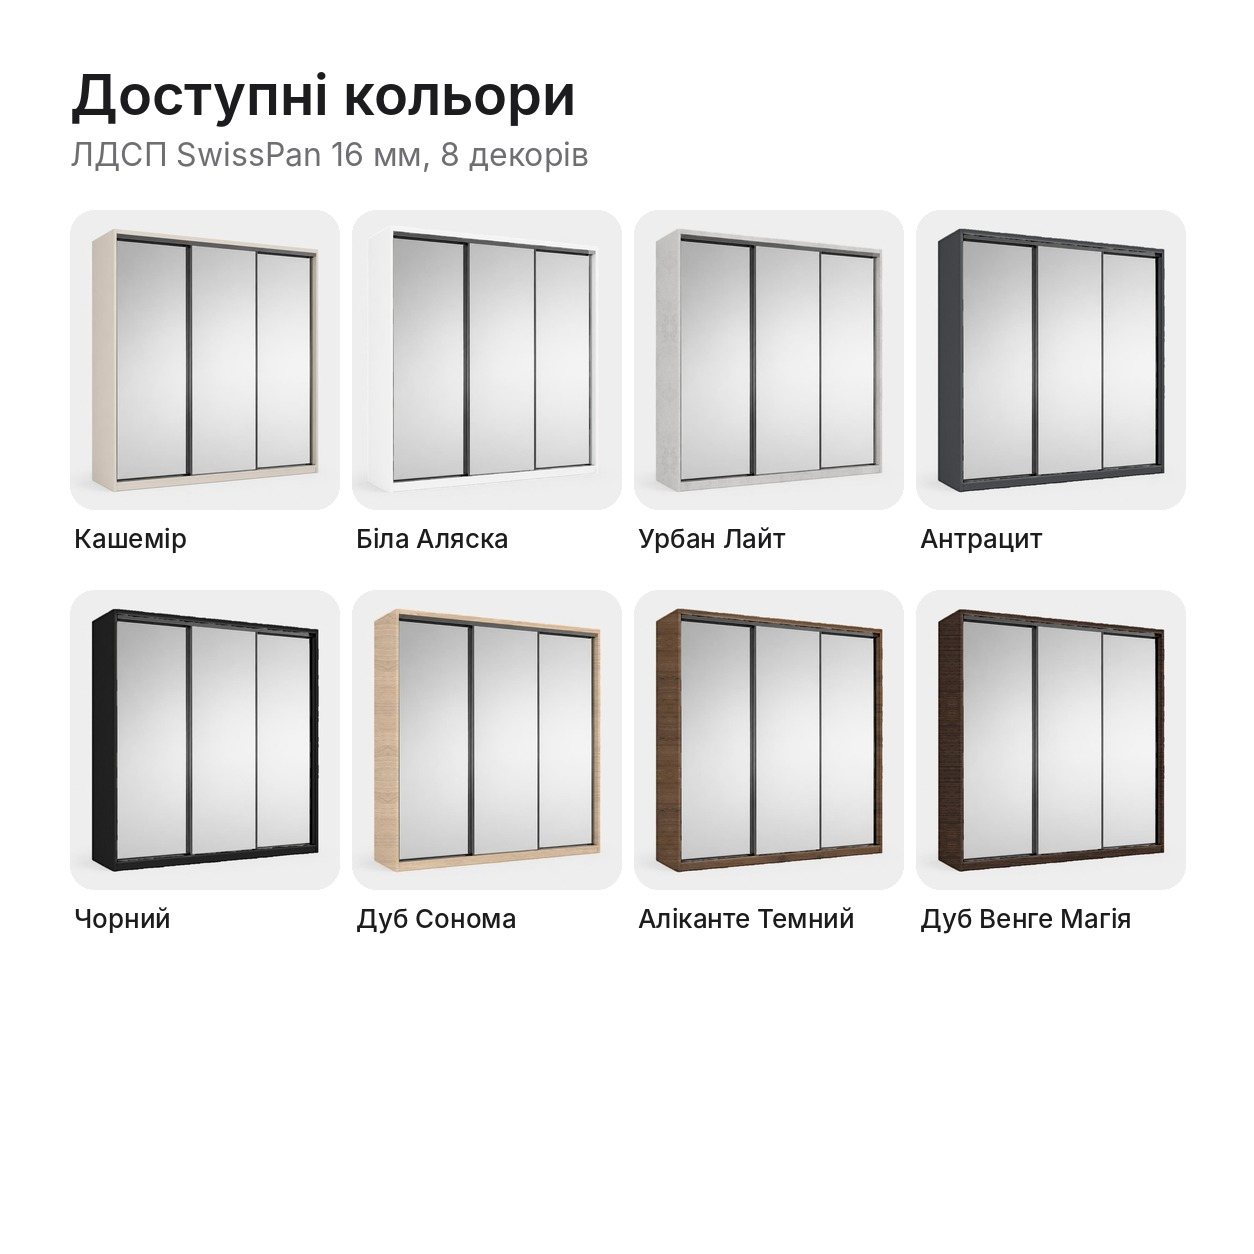 Доступні кольори
ЛДСП SwissPan 16 мм, 8 декорів
Кашемір
Біла Аляска
Урбан Лайт
Антрацит
Чорний
Дуб Сонома
Аліканте Темний
Дуб Венге Магія